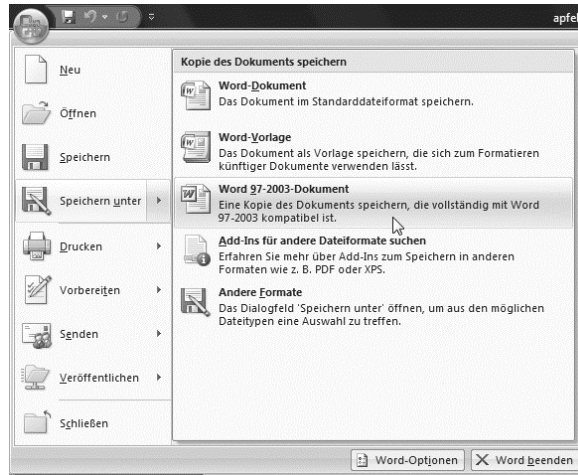 apfel
Neu
Öffnen
Speichern
Speichern unter
Drucken
Vorbereiten
Senden
Veröffentlichen
Schließen
Kopie des Dokuments speichern
Word-Dokument
Das Dokument im Standarddateiformat speichern.
Word-Vorlage
Das Dokument als Vorlage speichern, die sich zum Formatieren
künftiger Dokumente verwenden lässt.
Word 97-2003-Dokument
Eine Kopie des Dokuments speichern, die vollständig mit Word
97-2003 kompatibel ist.
Add-Ins für andere Dateiformate suchen
Erfahren Sie mehr über Add-Ins zum Speichern in anderen
Formaten wie z. B. PDF oder XPS.
Andere Formate
Das Dialogfeld 'Speichern unter' öffnen, um aus den möglichen
Dateitypen eine Auswahl zu treffen.
Word-Optionen
Word beenden